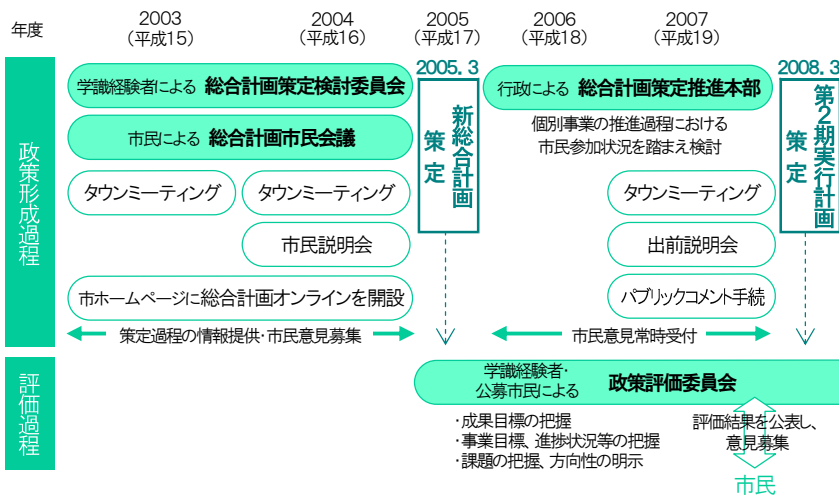 年度
2003
(平成15)
2004
(平成16)
2005
(平成17)
2006
(平成18)
2007
(平成19)
政策形成過程
学識経験者による 総合計画策定検討委員会
市民による 総合計画市民会議
タウンミーティング
タウンミーティング
市民説明会
市ホームページに総合計画オンラインを開設
策定過程の情報提供・市民意見募集
2005.3
新総合計画
策定
行政による 総合計画策定推進本部
個別事業の推進過程における
市民参加状況を踏まえ検討
タウンミーティング
出前説明会
パブリックコメント手続
市民意見常時受付
2008.3
第2期実行計画
策定
評価過程
学識経験者・
公募市民による
政策評価委員会
・成果目標の把握
・事業目標、進捗状況等の把握
・課題の把握、方向性の明示
評価結果を公表し、
意見募集
市民